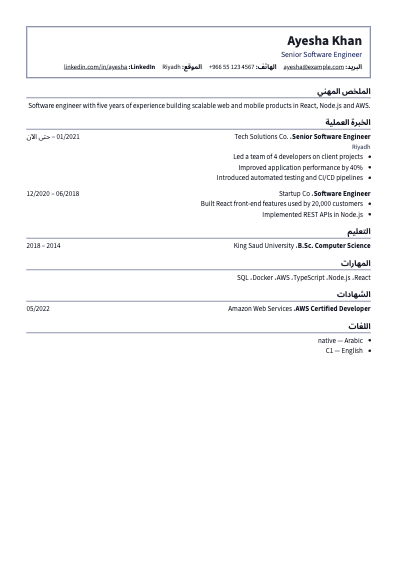 Ayesha Khan
Senior Software Engineer
البريد: ayesha@example.com الهاتف: +966 55 123 4567 الموقع: Riyadh LinkedIn: linkedin.com/in/ayesha
الملخص المهني
Software engineer with five years of experience building scalable web and mobile products in React, Node.js and AWS.
الخبرة العملية
Senior Software Engineer، Tech Solutions Co. 01/2021 – حتى الآن
Riyadh
• Led a team of 4 developers on client projects
• Improved application performance by 40%
• Introduced automated testing and CI/CD pipelines
Software Engineer، Startup Co 06/2018 – 12/2020
• Built React front-end features used by 20,000 customers
• Implemented REST APIs in Node.js
التعليم
B.Sc. Computer Science، King Saud University 2014 – 2018
المهارات
React، Node.js، TypeScript، AWS، Docker، SQL
الشهادات
AWS Certified Developer، Amazon Web Services 05/2022
اللغات
• Arabic — native
• English — C1